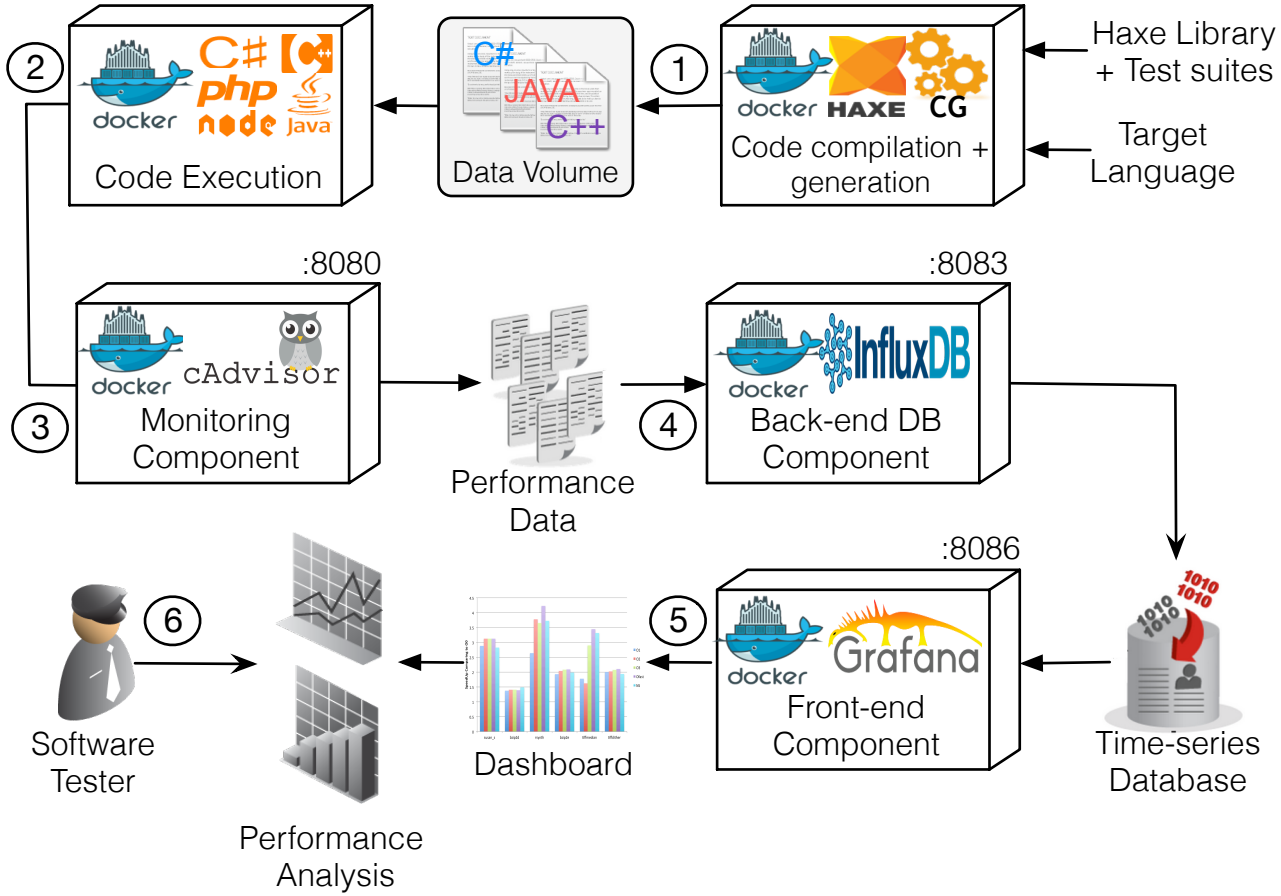 2
docker
C#
C++
php
node
Java
Code Execution
C#
JAVA
C++
Data Volume
1
docker
HAXE
CG
Code compilation +
generation
Haxe Library
+ Test suites
Target
Language
:8080
docker
cAdvisor
Monitoring
Component
3
Performance
Data
4
:8083
docker
InfluxDB
Back-end DB
Component
:8086
docker
Grafana
Front-end
Component
5
1010
1010
1010
1010
Time-series
Database
Dashboard
6
Software
Tester
Performance
Analysis